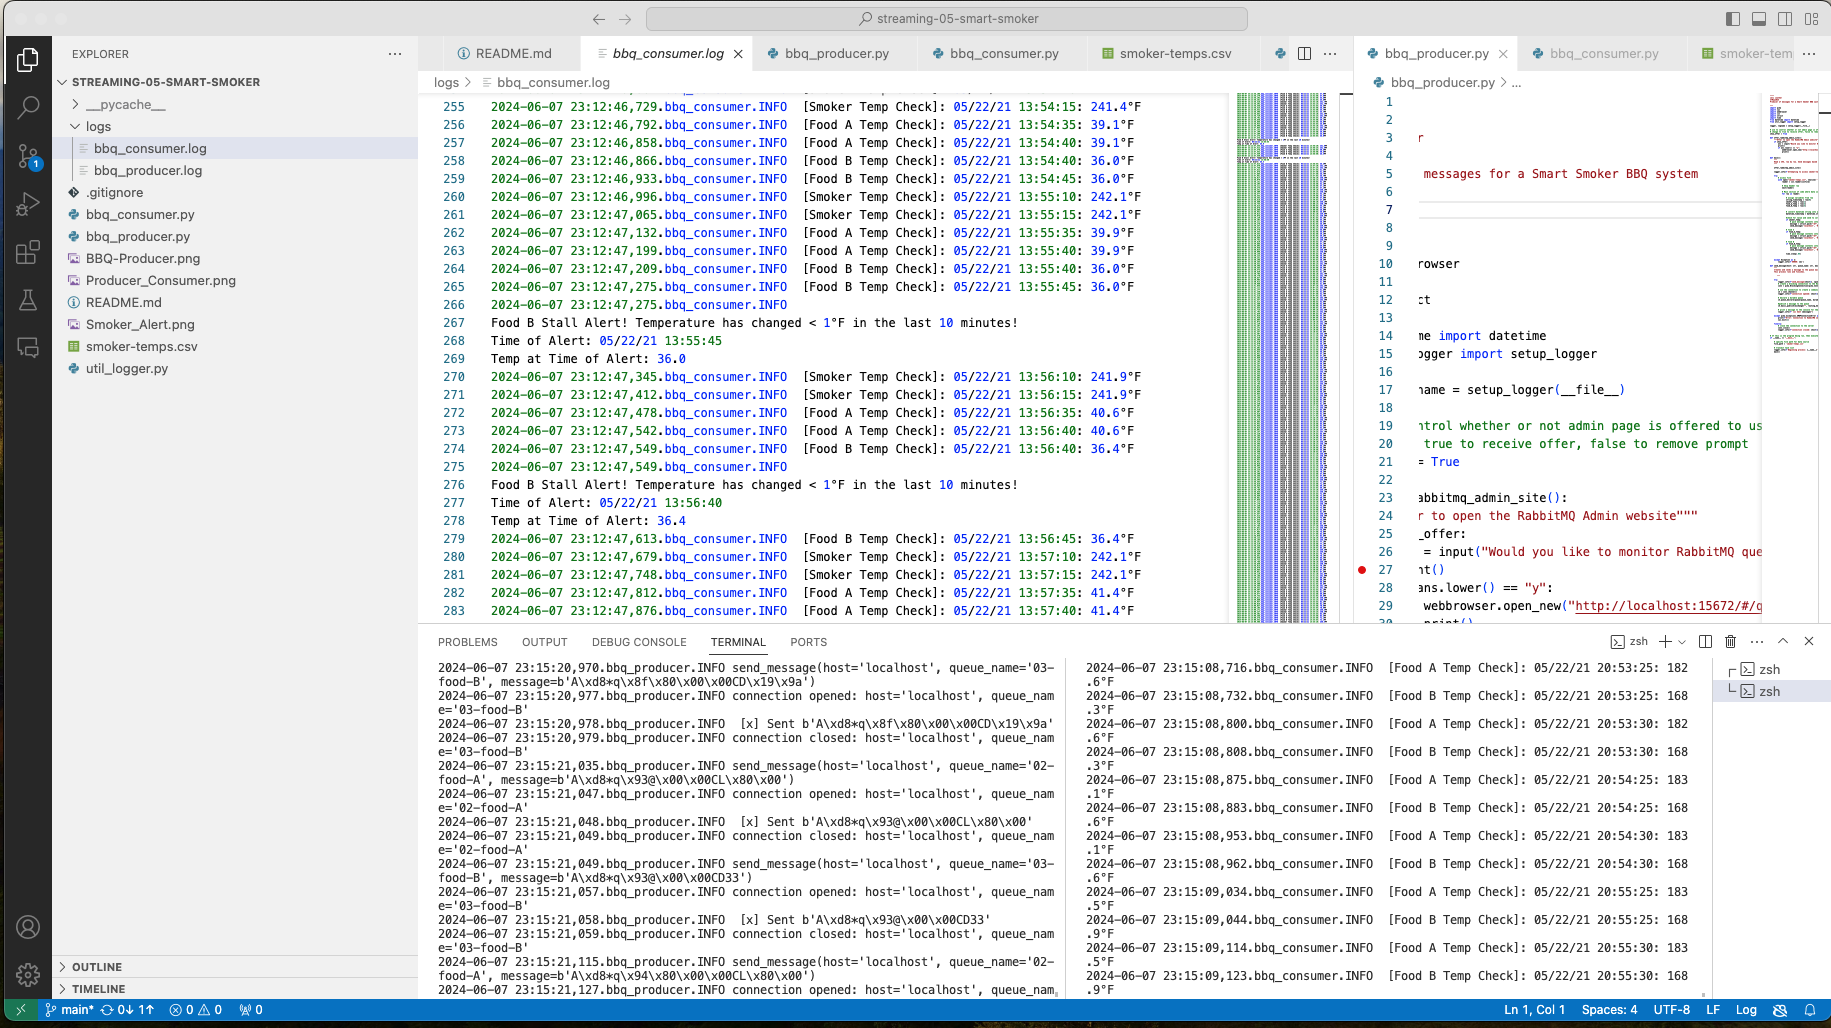 streaming-05-smart-smoker
EXPLORER
STREAMING-05-SMART-SMOKER
__pycache__
logs
bbq_consumer.log
bbq_producer.log
.gitignore
bbq_consumer.py
bbq_producer.py
BBQ-Producer.png
Producer_Consumer.png
README.md
Smoker_Alert.png
smoker-temps.csv
util_logger.py
OUTLINE
TIMELINE
1
README.md
bbq_consumer.log
bbq_producer.py
bbq_consumer.py
smoker-temps.csv
logs > bbq_consumer.log
255 2024-06-07 23:12:46,729.bbq_consumer.INFO [Smoker Temp Check]: 05/22/21 13:54:15: 241.4°F
256 2024-06-07 23:12:46,792.bbq_consumer.INFO [Food A Temp Check]: 05/22/21 13:54:35: 39.1°F
257 2024-06-07 23:12:46,858.bbq_consumer.INFO [Food A Temp Check]: 05/22/21 13:54:40: 39.1°F
258 2024-06-07 23:12:46,866.bbq_consumer.INFO [Food B Temp Check]: 05/22/21 13:54:40: 36.0°F
259 2024-06-07 23:12:46,933.bbq_consumer.INFO [Food B Temp Check]: 05/22/21 13:54:45: 36.0°F
260 2024-06-07 23:12:46,996.bbq_consumer.INFO [Smoker Temp Check]: 05/22/21 13:55:10: 242.1°F
261 2024-06-07 23:12:47,065.bbq_consumer.INFO [Smoker Temp Check]: 05/22/21 13:55:15: 242.1°F
262 2024-06-07 23:12:47,132.bbq_consumer.INFO [Food A Temp Check]: 05/22/21 13:55:35: 39.9°F
263 2024-06-07 23:12:47,199.bbq_consumer.INFO [Food A Temp Check]: 05/22/21 13:55:40: 39.9°F
264 2024-06-07 23:12:47,209.bbq_consumer.INFO [Food B Temp Check]: 05/22/21 13:55:40: 36.0°F
265 2024-06-07 23:12:47,275.bbq_consumer.INFO [Food B Temp Check]: 05/22/21 13:55:45: 36.0°F
266 2024-06-07 23:12:47,275.bbq_consumer.INFO
267 Food B Stall Alert! Temperature has changed < 1°F in the last 10 minutes!
268 Time of Alert: 05/22/21 13:55:45
269 Temp at Time of Alert: 36.0
270 2024-06-07 23:12:47,345.bbq_consumer.INFO [Smoker Temp Check]: 05/22/21 13:56:10: 241.9°F
271 2024-06-07 23:12:47,412.bbq_consumer.INFO [Smoker Temp Check]: 05/22/21 13:56:15: 241.9°F
272 2024-06-07 23:12:47,478.bbq_consumer.INFO [Food A Temp Check]: 05/22/21 13:56:35: 40.6°F
273 2024-06-07 23:12:47,542.bbq_consumer.INFO [Food A Temp Check]: 05/22/21 13:56:40: 40.6°F
274 2024-06-07 23:12:47,549.bbq_consumer.INFO [Food B Temp Check]: 05/22/21 13:56:40: 36.4°F
275 2024-06-07 23:12:47,549.bbq_consumer.INFO
276 Food B Stall Alert! Temperature has changed < 1°F in the last 10 minutes!
277 Time of Alert: 05/22/21 13:56:40
278 Temp at Time of Alert: 36.4
279 2024-06-07 23:12:47,613.bbq_consumer.INFO [Food B Temp Check]: 05/22/21 13:56:45: 36.4°F
280 2024-06-07 23:12:47,679.bbq_consumer.INFO [Smoker Temp Check]: 05/22/21 13:57:10: 242.1°F
281 2024-06-07 23:12:47,748.bbq_consumer.INFO [Smoker Temp Check]: 05/22/21 13:57:15: 242.1°F
282 2024-06-07 23:12:47,812.bbq_consumer.INFO [Food A Temp Check]: 05/22/21 13:57:35: 41.4°F
283 2024-06-07 23:12:47,876.bbq_consumer.INFO [Food A Temp Check]: 05/22/21 13:57:40: 41.4°F
bbq_producer.py
bbq_consumer.py
smoker-tem
bbq_producer.py > ...
1
2
3 r
4
5 messages for a Smart Smoker BBQ system
6
7
8
9
10 rowser
11
12 ct
13
14 me import datetime
15 ogger import setup_logger
16
17 name = setup_logger(__file__)
18
19 ntrol whether or not admin page is offered to us
20 true to receive offer, false to remove prompt
21 = True
22
23 abbitmq_admin_site():
24 r to open the RabbitMQ Admin website"""
25 _offer:
26 = input("Would you like to monitor RabbitMQ que
27 nt()
28 ans.lower() == "y":
29 webbrowser.open_new("http://localhost:15672/#/q
30 print()
PROBLEMS
OUTPUT
DEBUG CONSOLE
TERMINAL
PORTS
zsh
2024-06-07 23:15:20,970.bbq_producer.INFO send_message(host='localhost', queue_name='03-
food-B', message=b'A\xd8*q\x8f\x80\x00\x00CD\x19\x9a')
2024-06-07 23:15:20,977.bbq_producer.INFO connection opened: host='localhost', queue_nam
e='03-food-B'
2024-06-07 23:15:20,978.bbq_producer.INFO  [x] Sent b'A\xd8*q\x8f\x80\x00\x00CD\x19\x9a'
2024-06-07 23:15:20,979.bbq_producer.INFO connection closed: host='localhost', queue_nam
e='03-food-B'
2024-06-07 23:15:21,035.bbq_producer.INFO send_message(host='localhost', queue_name='02-
food-A', message=b'A\xd8*q\x93@\x00\x00CL\x80\x00')
2024-06-07 23:15:21,047.bbq_producer.INFO connection opened: host='localhost', queue_nam
e='02-food-A'
2024-06-07 23:15:21,048.bbq_producer.INFO  [x] Sent b'A\xd8*q\x93@\x00\x00CL\x80\x00'
2024-06-07 23:15:21,049.bbq_producer.INFO connection closed: host='localhost', queue_nam
e='02-food-A'
2024-06-07 23:15:21,049.bbq_producer.INFO send_message(host='localhost', queue_name='03-
food-B', message=b'A\xd8*q\x93@\x00\x00CD33')
2024-06-07 23:15:21,057.bbq_producer.INFO connection opened: host='localhost', queue_nam
e='03-food-B'
2024-06-07 23:15:21,058.bbq_producer.INFO  [x] Sent b'A\xd8*q\x93@\x00\x00CD33'
2024-06-07 23:15:21,059.bbq_producer.INFO connection closed: host='localhost', queue_nam
e='03-food-B'
2024-06-07 23:15:21,115.bbq_producer.INFO send_message(host='localhost', queue_name='02-
food-A', message=b'A\xd8*q\x94\x80\x00\x00CL\x80\x00')
2024-06-07 23:15:21,127.bbq_producer.INFO connection opened: host='localhost', queue_nam
2024-06-07 23:15:08,716.bbq_consumer.INFO [Food A Temp Check]: 05/22/21 20:53:25: 182
.6°F
2024-06-07 23:15:08,732.bbq_consumer.INFO [Food B Temp Check]: 05/22/21 20:53:25: 168
.3°F
2024-06-07 23:15:08,800.bbq_consumer.INFO [Food A Temp Check]: 05/22/21 20:53:30: 182
.6°F
2024-06-07 23:15:08,808.bbq_consumer.INFO [Food B Temp Check]: 05/22/21 20:53:30: 168
.3°F
2024-06-07 23:15:08,875.bbq_consumer.INFO [Food A Temp Check]: 05/22/21 20:54:25: 183
.1°F
2024-06-07 23:15:08,883.bbq_consumer.INFO [Food B Temp Check]: 05/22/21 20:54:25: 168
.6°F
2024-06-07 23:15:08,953.bbq_consumer.INFO [Food A Temp Check]: 05/22/21 20:54:30: 183
.1°F
2024-06-07 23:15:08,962.bbq_consumer.INFO [Food B Temp Check]: 05/22/21 20:54:30: 168
.6°F
2024-06-07 23:15:09,034.bbq_consumer.INFO [Food A Temp Check]: 05/22/21 20:55:25: 183
.5°F
2024-06-07 23:15:09,044.bbq_consumer.INFO [Food B Temp Check]: 05/22/21 20:55:25: 168
.9°F
2024-06-07 23:15:09,114.bbq_consumer.INFO [Food A Temp Check]: 05/22/21 20:55:30: 183
.5°F
2024-06-07 23:15:09,123.bbq_consumer.INFO [Food B Temp Check]: 05/22/21 20:55:30: 168
.9°F
zsh
zsh
main* 0↓ 1↑ 0 0 0
Ln 1, Col 1 Spaces: 4 UTF-8 LF Log